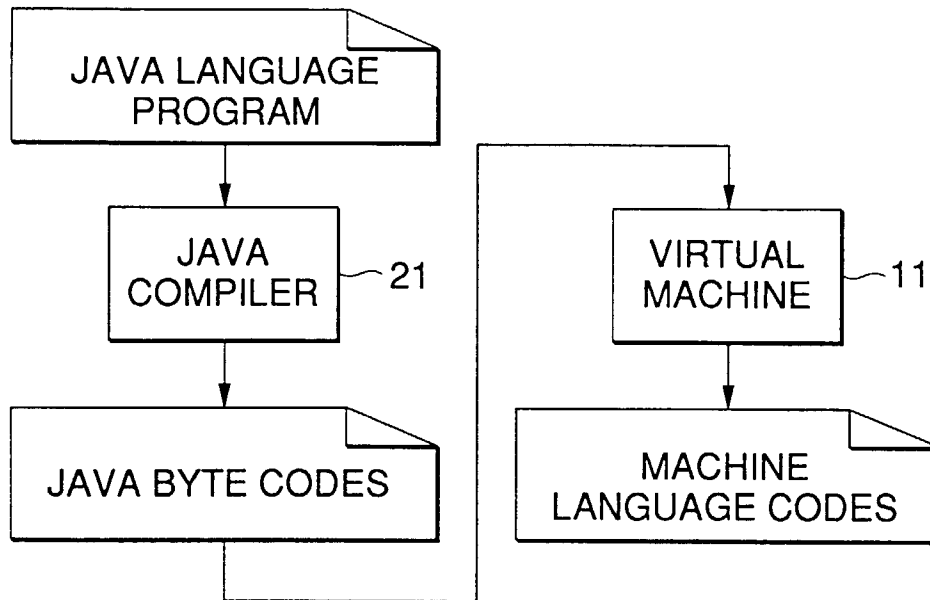 JAVA LANGUAGE
PROGRAM
JAVA
COMPILER
21
JAVA BYTE CODES
VIRTUAL
MACHINE
11
MACHINE
LANGUAGE CODES